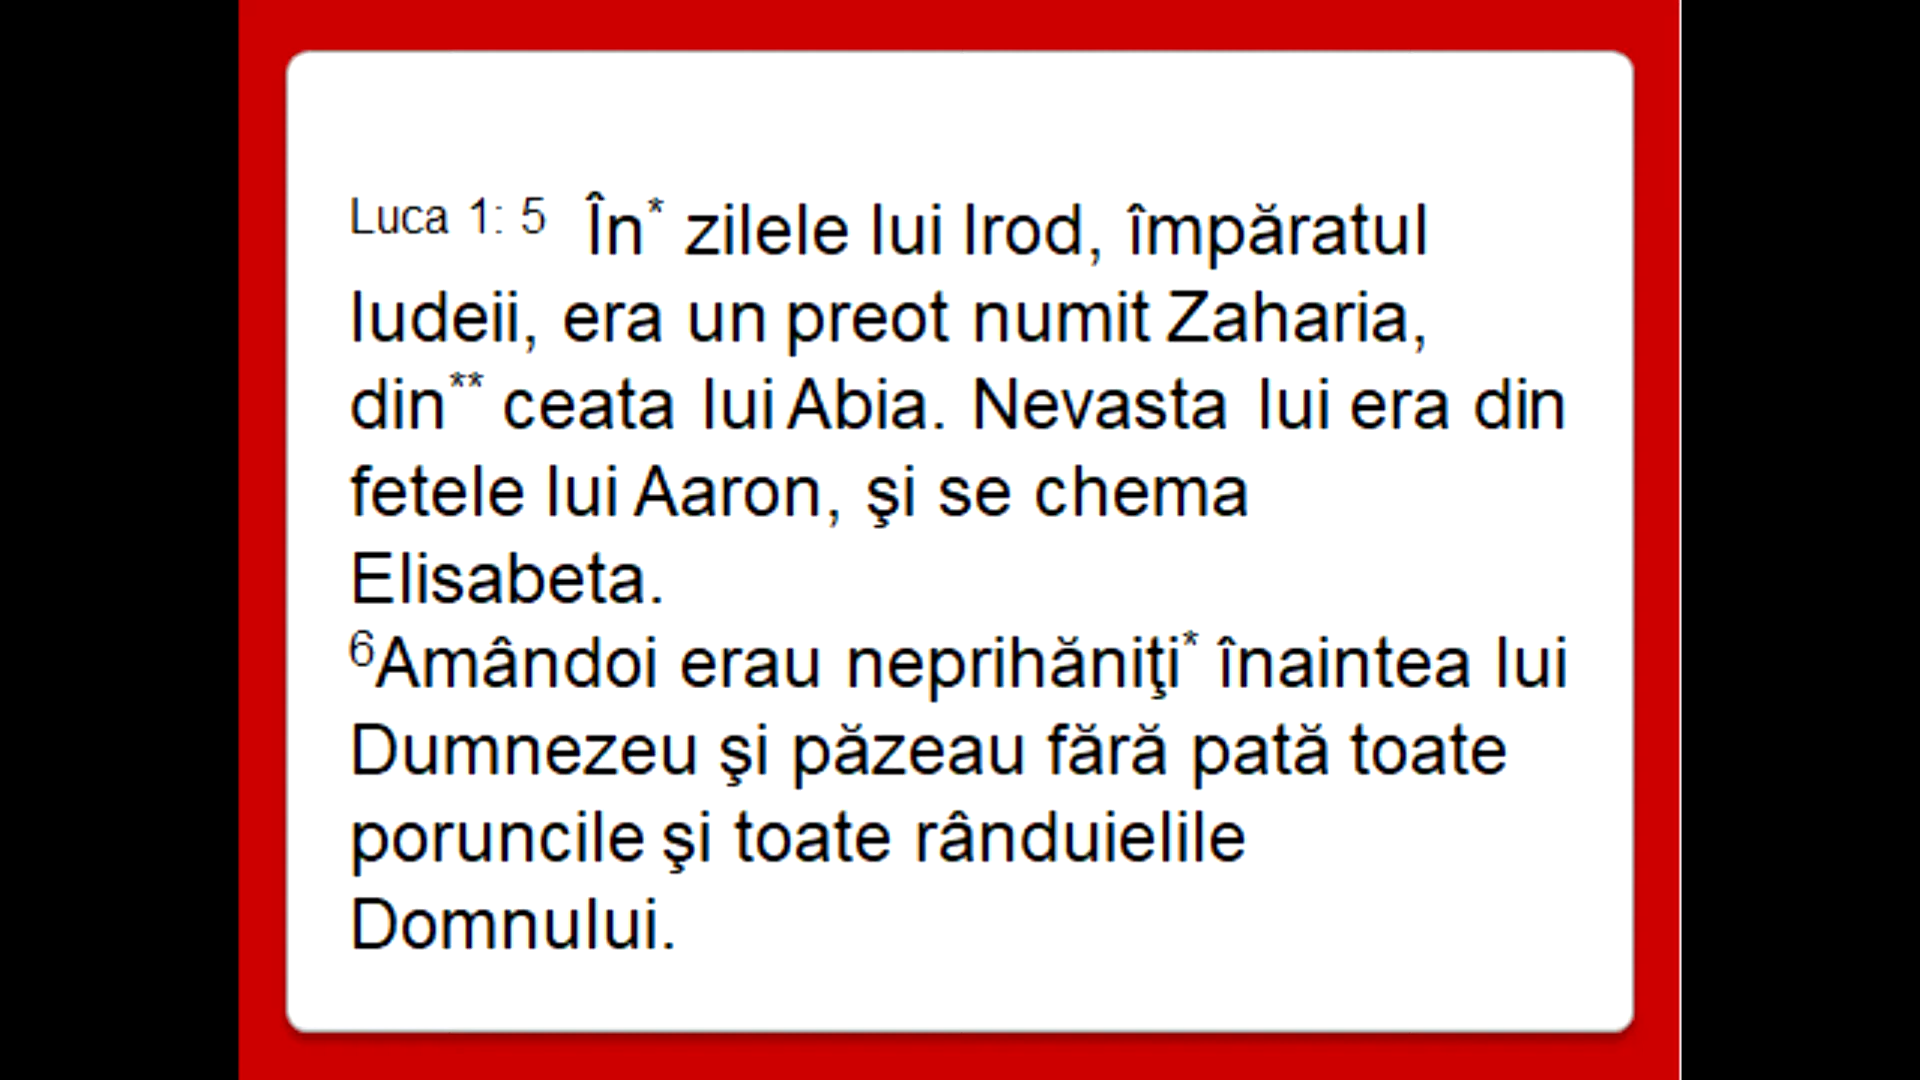 Luca 1: 5 În* zilele lui Irod, împăratul
Iudeii, era un preot numit Zaharia,
din** ceata lui Abia. Nevasta lui era din
fetele lui Aaron, şi se chema
Elisabeta.
6Amândoi erau neprihăniţi* înaintea lui
Dumnezeu şi păzeau fără pată toate
poruncile şi toate rânduielile
Domnului.